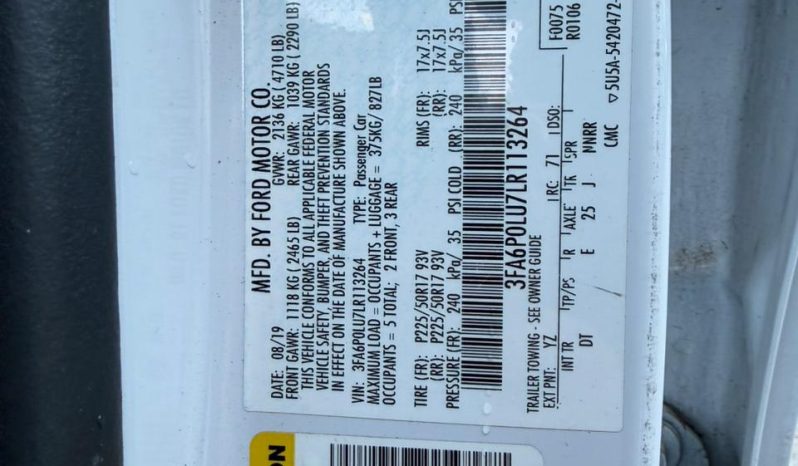 MFD. BY FORD MOTOR CO.
DATE: 08/19 GVWR: 2136 KG ( 4710 LB)
FRONT GAWR: 1118 KG ( 2465 LB) REAR GAWR: 1039 KG ( 2290 LB)
THIS VEHICLE CONFORMS TO ALL APPLICABLE FEDERAL MOTOR
VEHICLE SAFETY, BUMPER, AND THEFT PREVENTION STANDARDS
IN EFFECT ON THE DATE OF MANUFACTURE SHOWN ABOVE.
VIN: 3FA6P0LU7LR113264 TYPE: Passenger Car
MAXIMUM LOAD = OCCUPANTS + LUGGAGE = 375KG/ 827LB
OCCUPANTS = 5 TOTAL; 2 FRONT, 3 REAR
TIRE (FR): P225/50R17 93V RIMS (FR): 17x7.5J
(RR): P225/50R17 93V (RR): 17x7.5J
PRESSURE (FR): 240 kPa/ 35 PSI COLD (RR): 240 kPa/ 35 PSI
3FA6P0LU7LR113264
TRAILER TOWING - SEE OWNER GUIDE
F0075
R0106
EXT PNT: YZ RC: 71 DSO:
INT TR TP/PS R AXLE TK SPR
DT E 25 J MNRR
CMC 5U5A-5420472-
ON